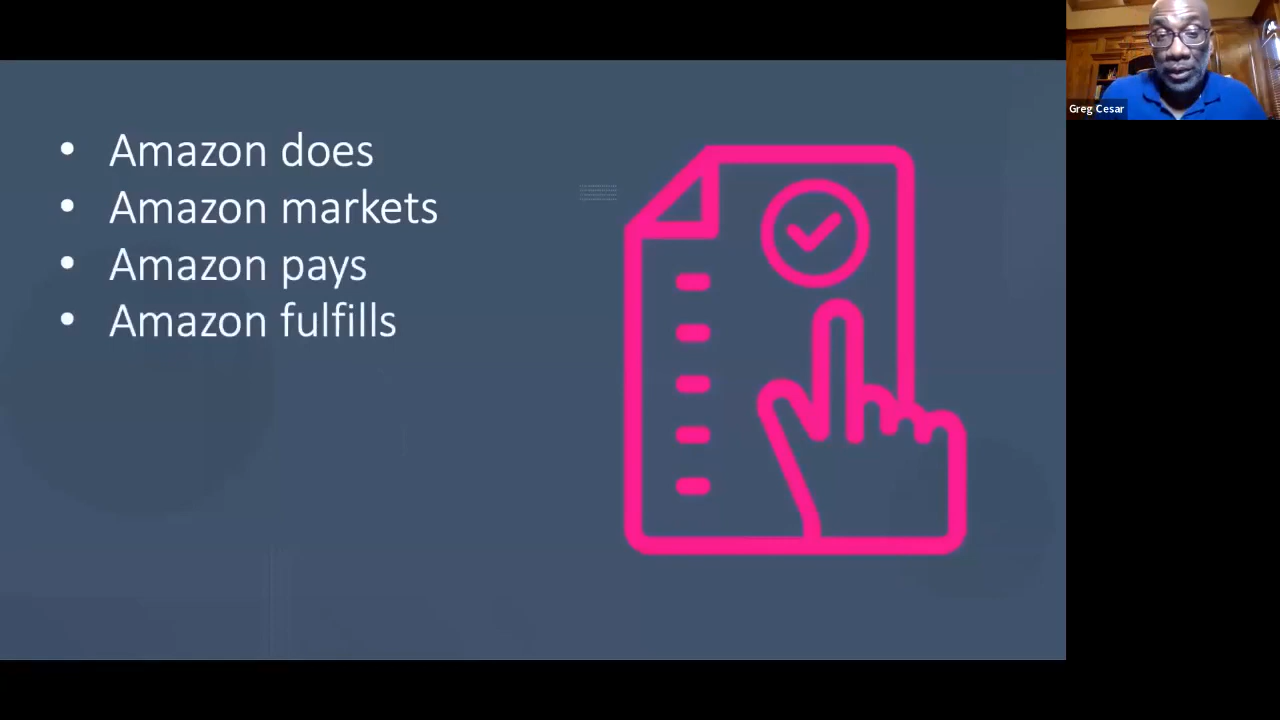 Amazon does
Amazon markets
Amazon pays
Amazon fulfills
Greg Cesar